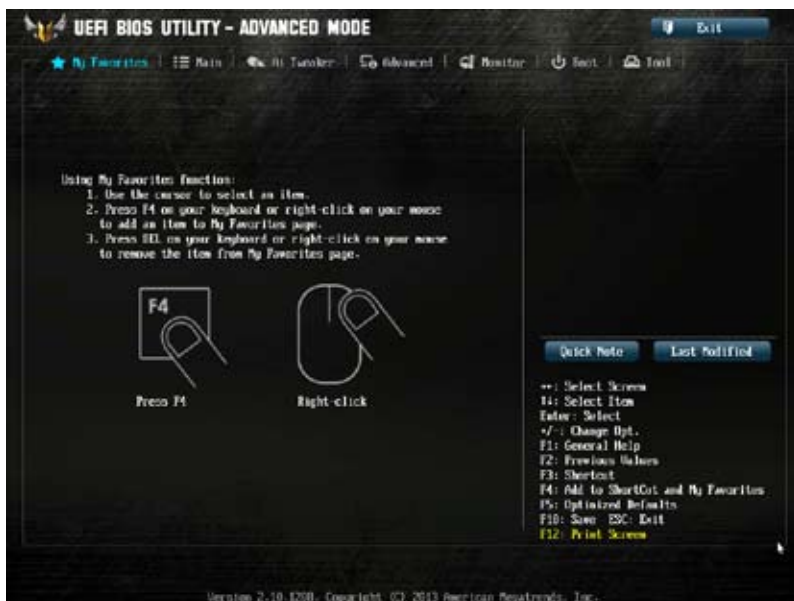 UEFI BIOS UTILITY – ADVANCED MODE
Exit
My Favorites Main Ai Tweaker Advanced Monitor Boot Tool
Using My Favorites function:
1. Use the cursor to select an item.
2. Press F4 on your keyboard or right-click on your mouse
to add an item to My Favorites page.
3. Press DEL on your keyboard or right-click on your mouse
to remove the item from My Favorites page.
F4
Press F4
Right-click
Quick Note
Last Modified
→←: Select Screen
↑↓: Select Item
Enter: Select
+/-: Change Opt.
F1: General Help
F2: Previous Values
F3: Shortcut
F4: Add to ShortCut and My Favorites
F5: Optimized Defaults
F10: Save ESC: Exit
F12: Print Screen
Version 2.10.1208. Copyright (C) 2013 American Megatrends, Inc.